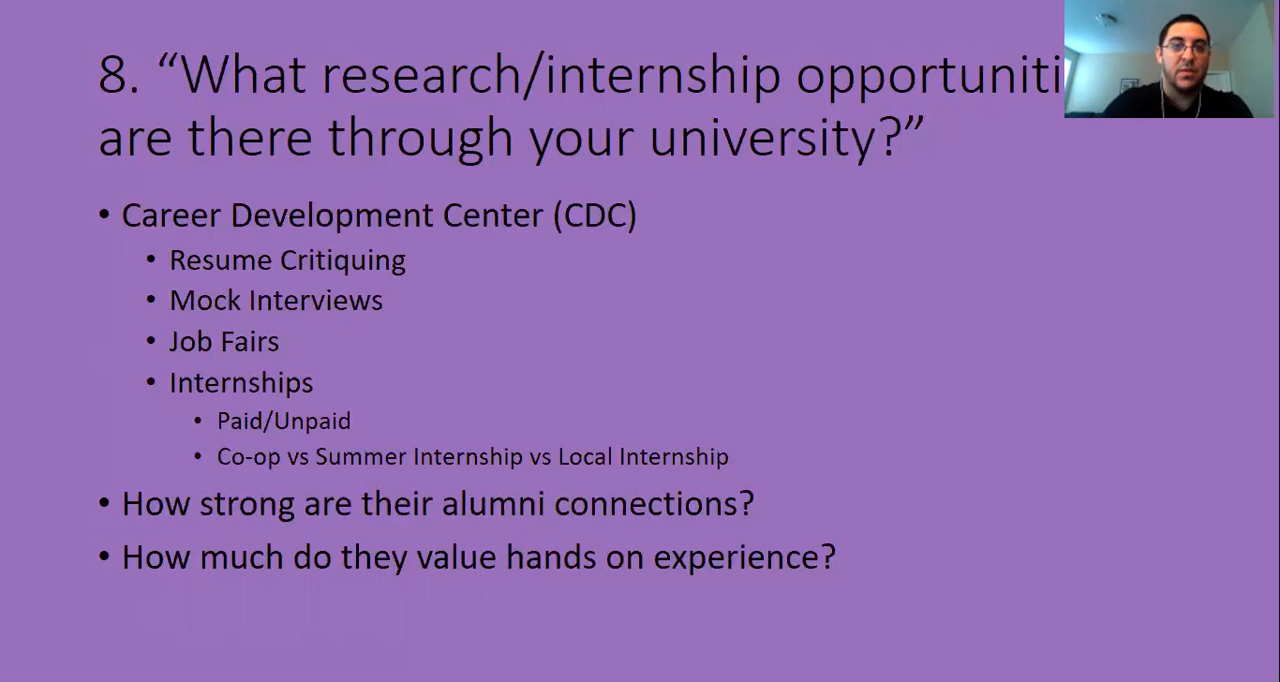 8. “What research/internship opportuniti
are there through your university?”
• Career Development Center (CDC)
• Resume Critiquing
• Mock Interviews
• Job Fairs
• Internships
• Paid/Unpaid
• Co-op vs Summer Internship vs Local Internship
• How strong are their alumni connections?
• How much do they value hands on experience?